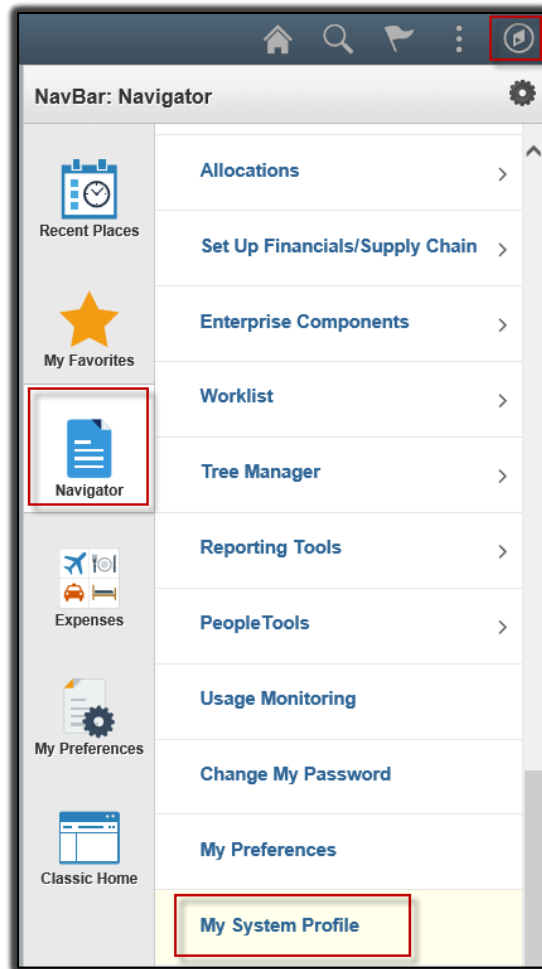 NavBar: Navigator
Recent Places
My Favorites
Navigator
Expenses
My Preferences
Classic Home
Allocations
Set Up Financials/Supply Chain
Enterprise Components
Worklist
Tree Manager
Reporting Tools
PeopleTools
Usage Monitoring
Change My Password
My Preferences
My System Profile